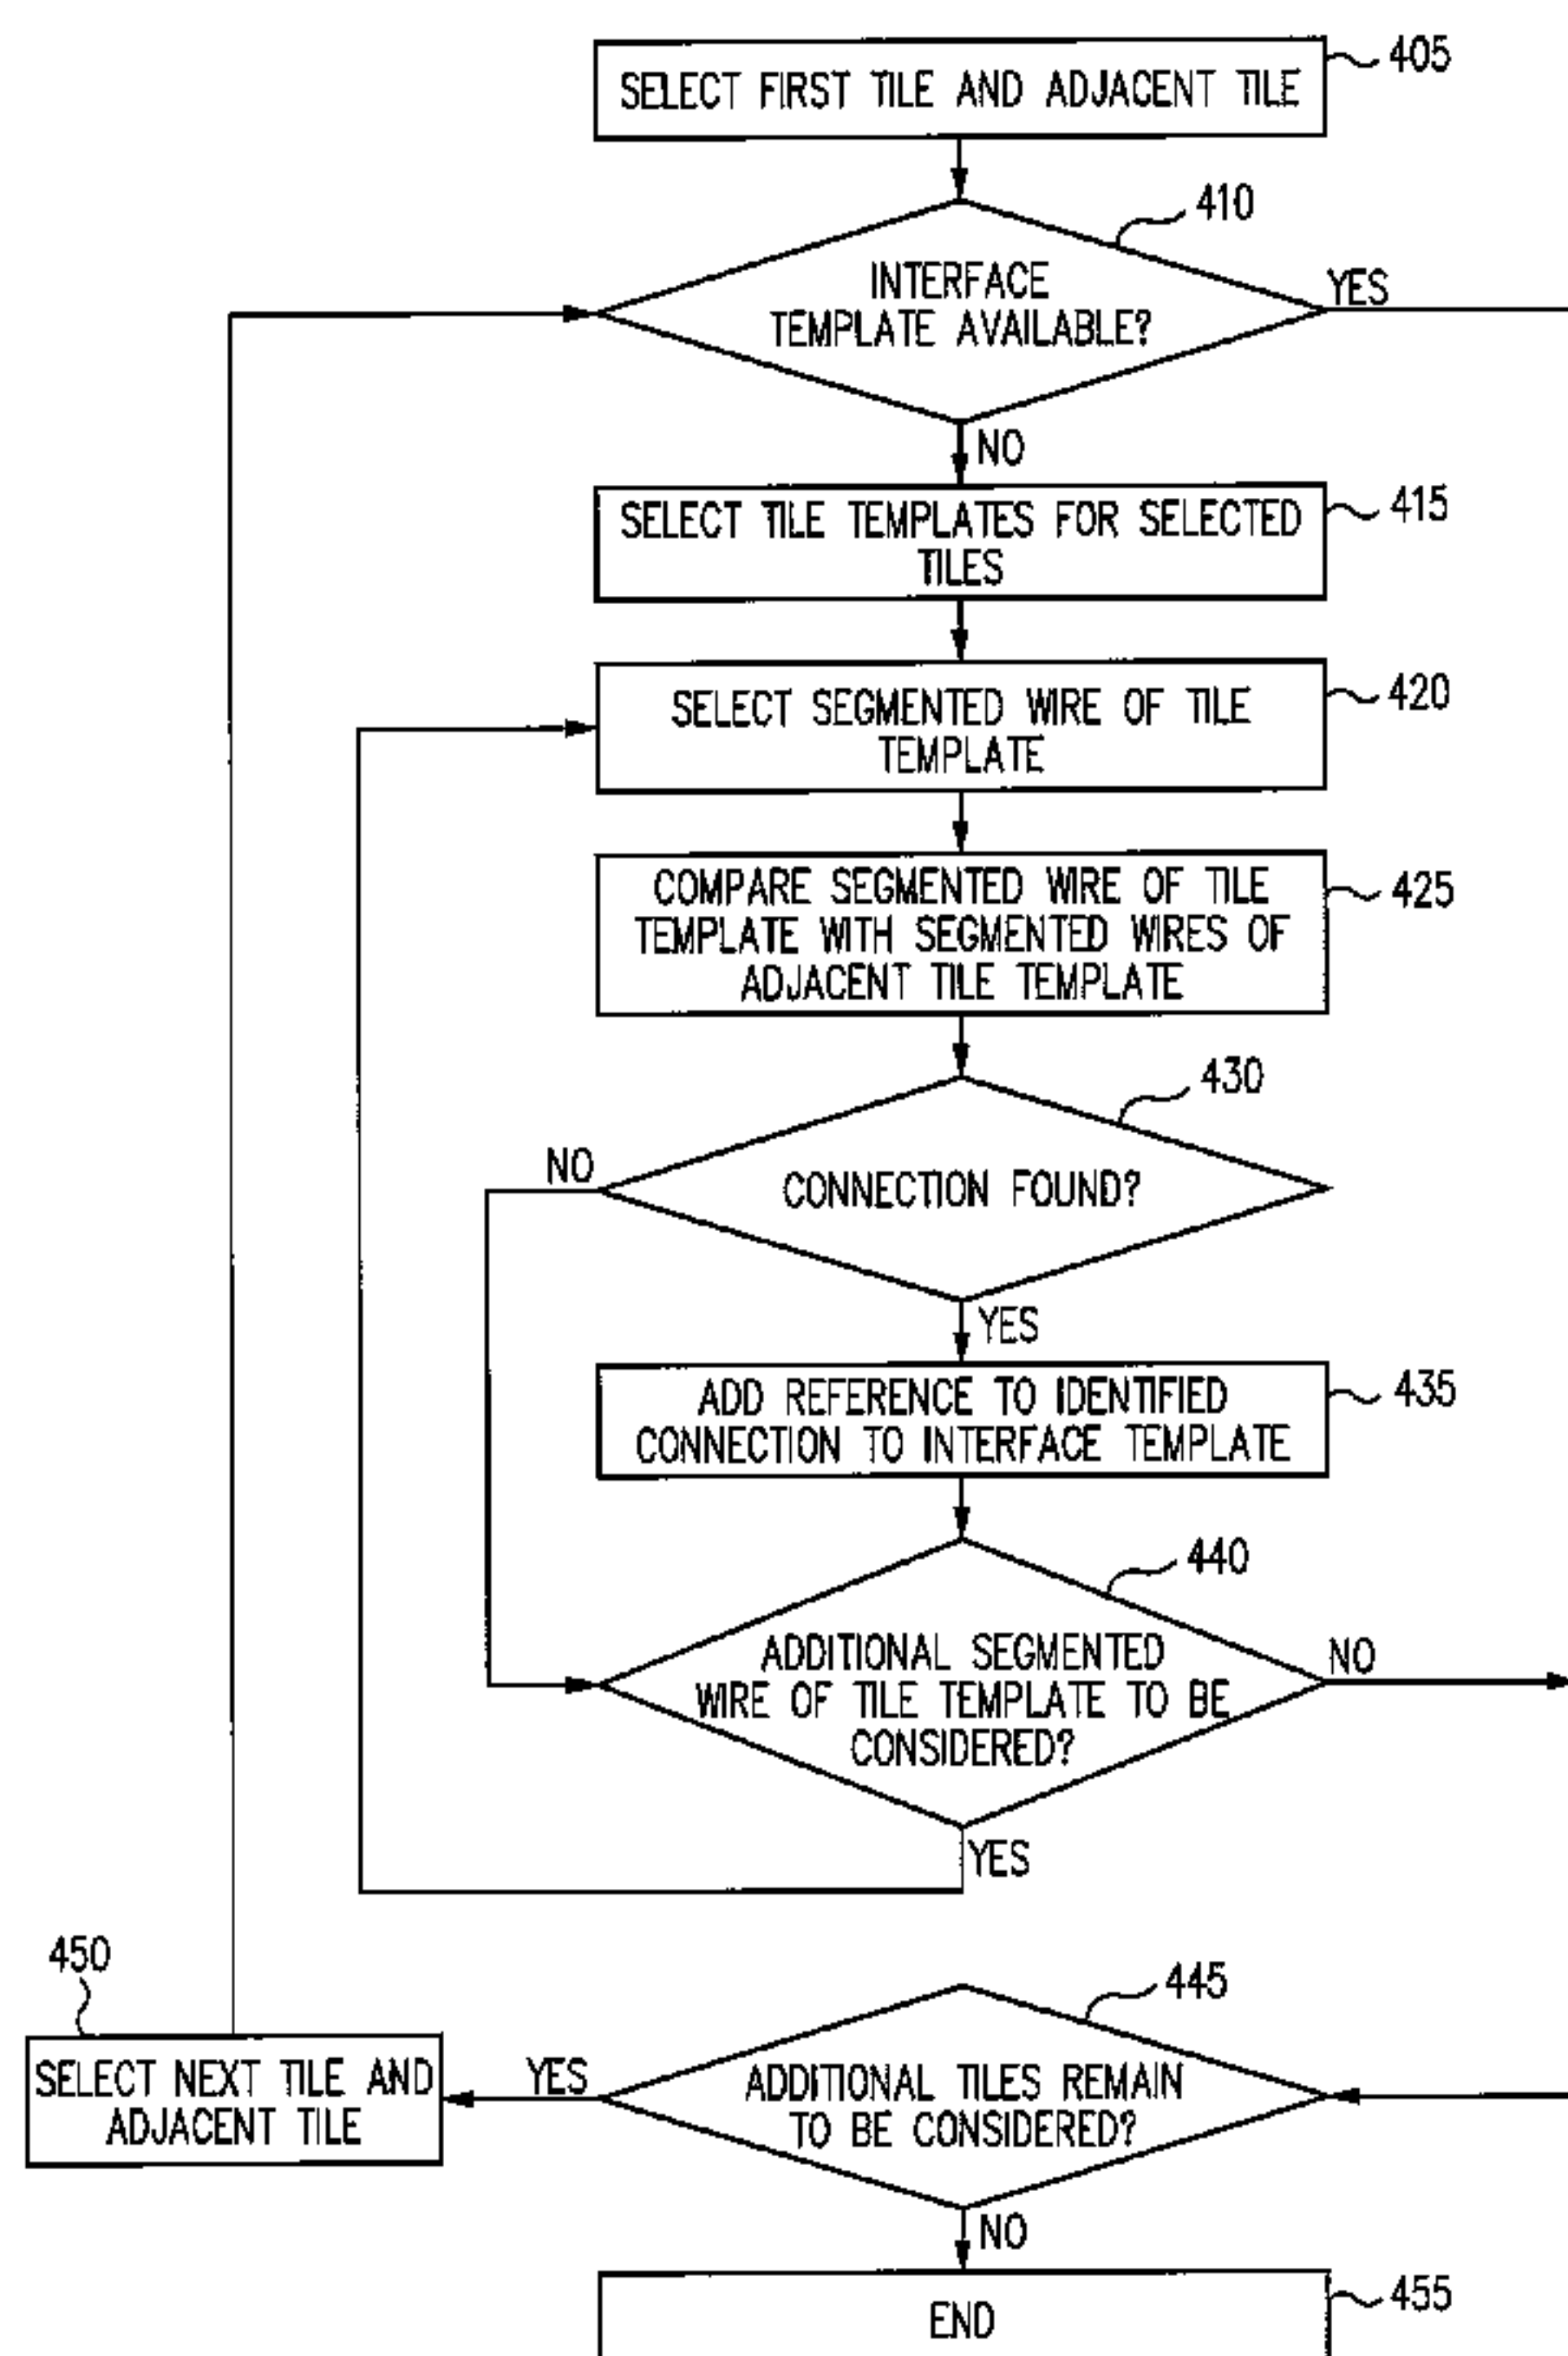 405
SELECT FIRST TILE AND ADJACENT TILE
410
INTERFACE
TEMPLATE AVAILABLE?
YES
NO
415
SELECT TILE TEMPLATES FOR SELECTED
TILES
420
SELECT SEGMENTED WIRE OF TILE
TEMPLATE
425
COMPARE SEGMENTED WIRE OF TILE
TEMPLATE WITH SEGMENTED WIRES OF
ADJACENT TILE TEMPLATE
430
NO
CONNECTION FOUND?
YES
435
ADD REFERENCE TO IDENTIFIED
CONNECTION TO INTERFACE TEMPLATE
440
ADDITIONAL SEGMENTED
WIRE OF TILE TEMPLATE TO BE
CONSIDERED?
NO
YES
450
SELECT NEXT TILE AND
ADJACENT TILE
445
YES
ADDITIONAL TILES REMAIN
TO BE CONSIDERED?
NO
455
END